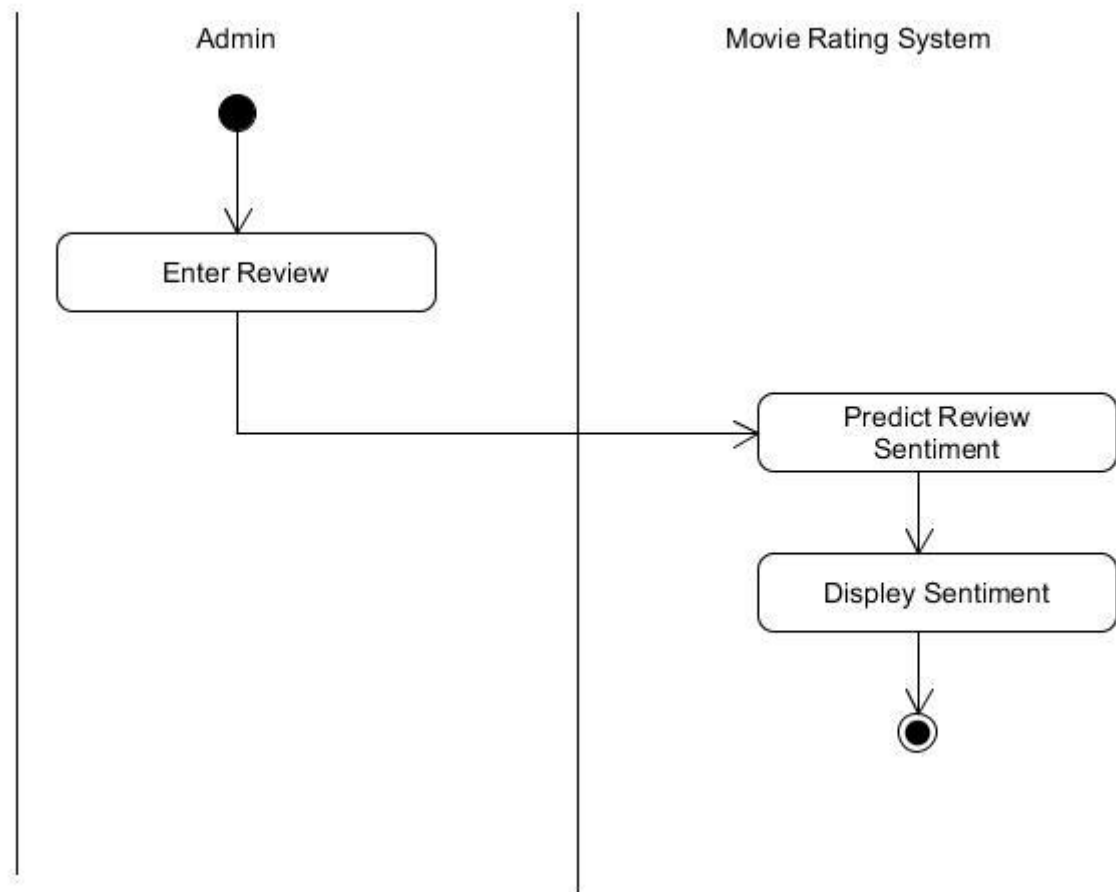 Admin
Movie Rating System
Enter Review
Predict Review
Sentiment
Displey Sentiment